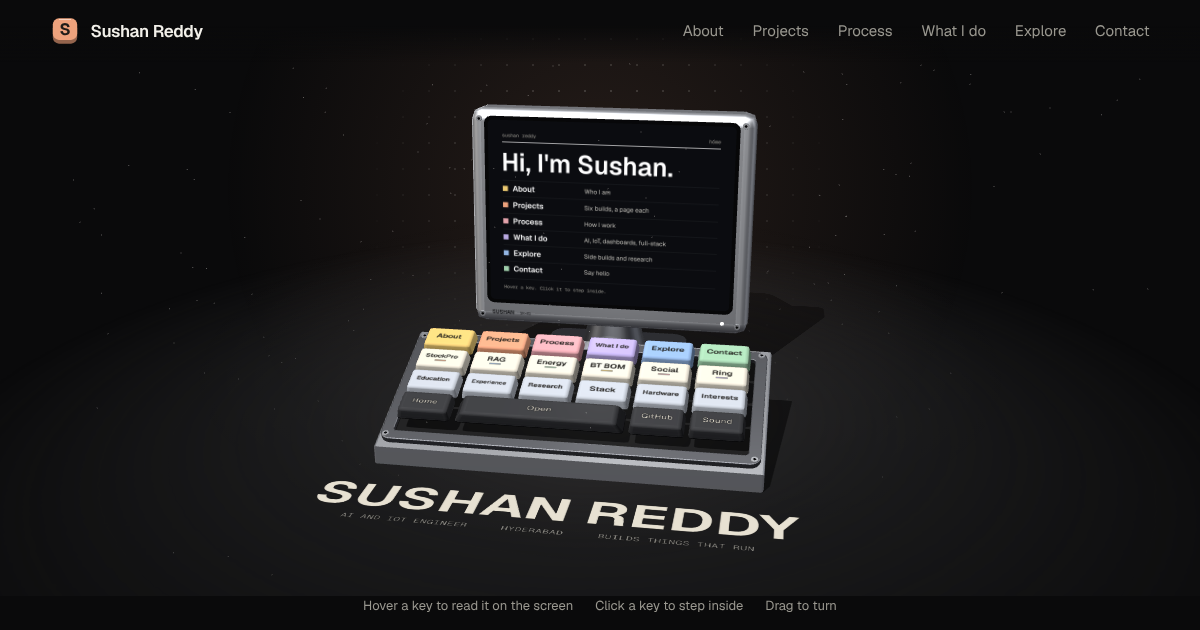 S Sushan Reddy About Projects Process What I do Explore Contact
sushan reddy
Hi, I'm Sushan.
About Who I am
Projects Six builds, a page each
Process How I work
What I do AI, IoT, dashboards, full-stack
Explore Side builds and research
Contact Say hello
Hover a key. Click it to step inside.
SUSHAN
About Projects Process What I do Explore Contact
StockPro RAG Energy BT BOM Social Ring
Education Experience Research Stack Hardware Interests
Home Open GitHub Sound
SUSHAN REDDY
AI AND IOT ENGINEER HYDERABAD BUILDS THINGS THAT RUN
Hover a key to read it on the screen Click a key to step inside Drag to turn